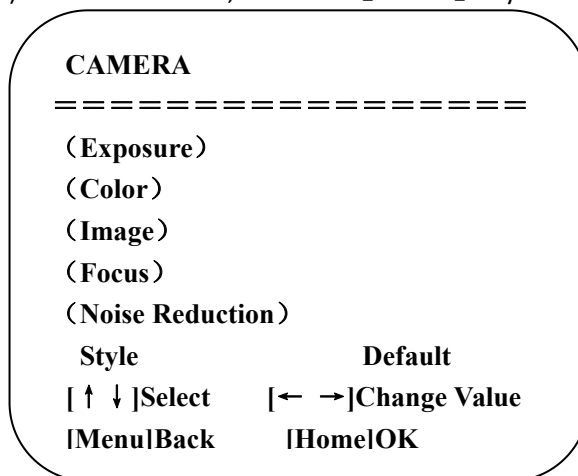 CAMERA
==================
（Exposure）
（Color）
（Image）
（Focus）
（Noise Reduction）
Style Default
[↑ ↓]Select [← →]Change Value
[Menu]Back [Home]OK